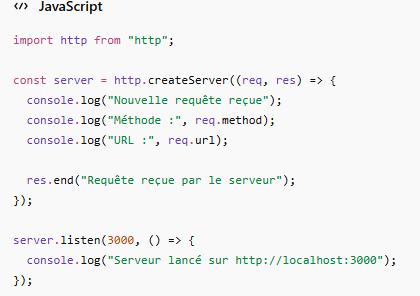 </> JavaScript
import http from "http";
const server = http.createServer((req, res) => {
  console.log("Nouvelle requête reçue");
  console.log("Méthode :", req.method);
  console.log("URL :", req.url);
  res.end("Requête reçue par le serveur");
});
server.listen(3000, () => {
  console.log("Serveur lancé sur http://localhost:3000");
});